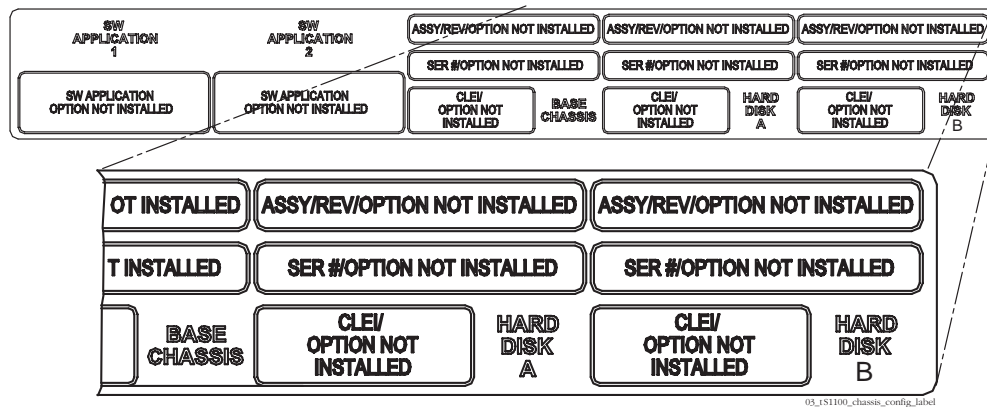 SW
APPLICATION
1
SW
APPLICATION
2
ASSY/REV/OPTION NOT INSTALLED
ASSY/REV/OPTION NOT INSTALLED
ASSY/REV/OPTION NOT INSTALLED
SER #/OPTION NOT INSTALLED
SER #/OPTION NOT INSTALLED
SER #/OPTION NOT INSTALLED
SW APPLICATION
OPTION NOT INSTALLED
SW APPLICATION
OPTION NOT INSTALLED
CLEI/
OPTION NOT
INSTALLED
BASE
CHASSIS
CLEI/
OPTION NOT
INSTALLED
HARD
DISK
A
CLEI/
OPTION NOT
INSTALLED
HARD
DISK
B
OT INSTALLED
ASSY/REV/OPTION NOT INSTALLED
ASSY/REV/OPTION NOT INSTALLED
T INSTALLED
SER #/OPTION NOT INSTALLED
SER #/OPTION NOT INSTALLED
BASE
CHASSIS
CLEI/
OPTION NOT
INSTALLED
HARD
DISK
A
CLEI/
OPTION NOT
INSTALLED
HARD
DISK
B
03_tS1100_chassis_config_label